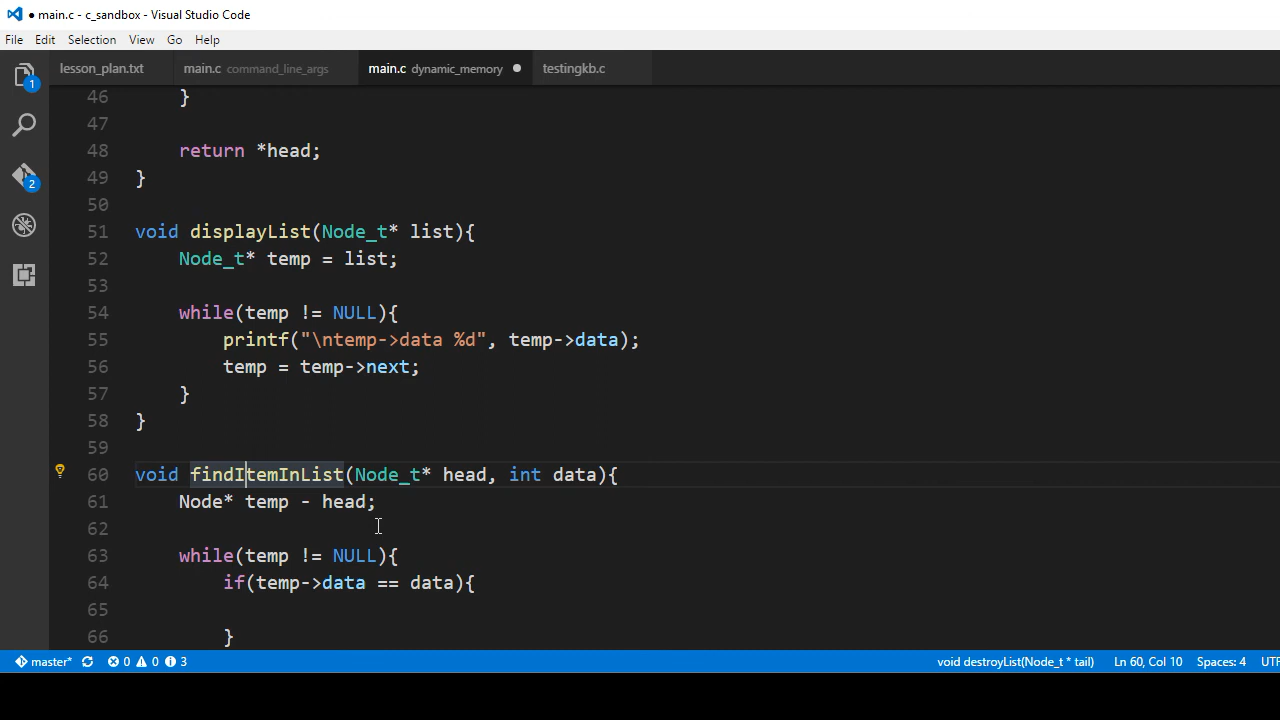 ● main.c - c_sandbox - Visual Studio Code
File Edit Selection View Go Help
lesson_plan.txt main.c command_line_args main.c dynamic_memory ● testingkb.c
1
2
46 }
47
48 return *head;
49 }
50
51 void displayList(Node_t* list){
52 Node_t* temp = list;
53
54 while(temp != NULL){
55 printf("\ntemp->data %d", temp->data);
56 temp = temp->next;
57 }
58 }
59
60 void findItemInList(Node_t* head, int data){
61 Node* temp - head;
62
63 while(temp != NULL){
64 if(temp->data == data){
65
66 }
master* 0 0 3 void destroyList(Node_t * tail) Ln 60, Col 10 Spaces: 4 UTF